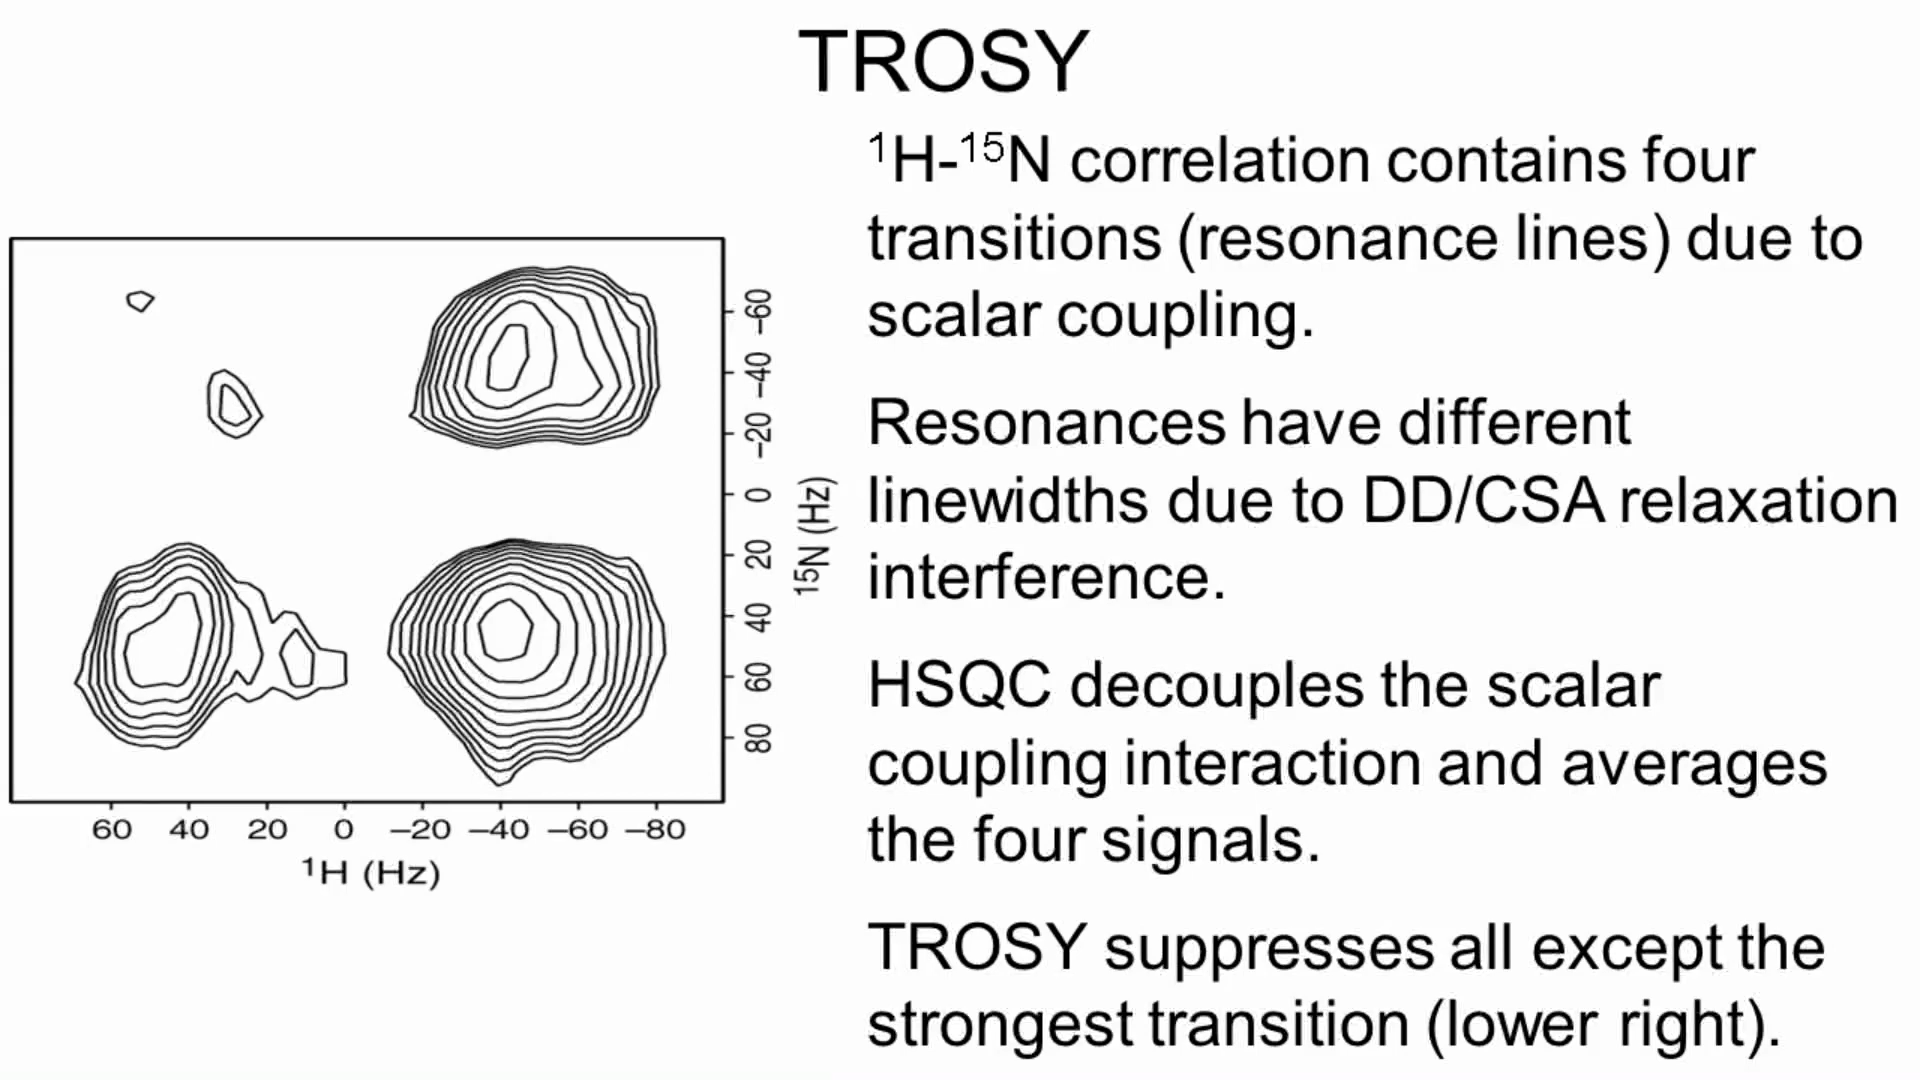 TROSY
¹H-¹⁵N correlation contains four
transitions (resonance lines) due to
scalar coupling.
Resonances have different
linewidths due to DD/CSA relaxation
interference.
HSQC decouples the scalar
coupling interaction and averages
the four signals.
TROSY suppresses all except the
strongest transition (lower right).
−60
−40
−20
0
20
40
60
80
¹⁵N (Hz)
60 40 20 0 −20 −40 −60 −80
¹H (Hz)